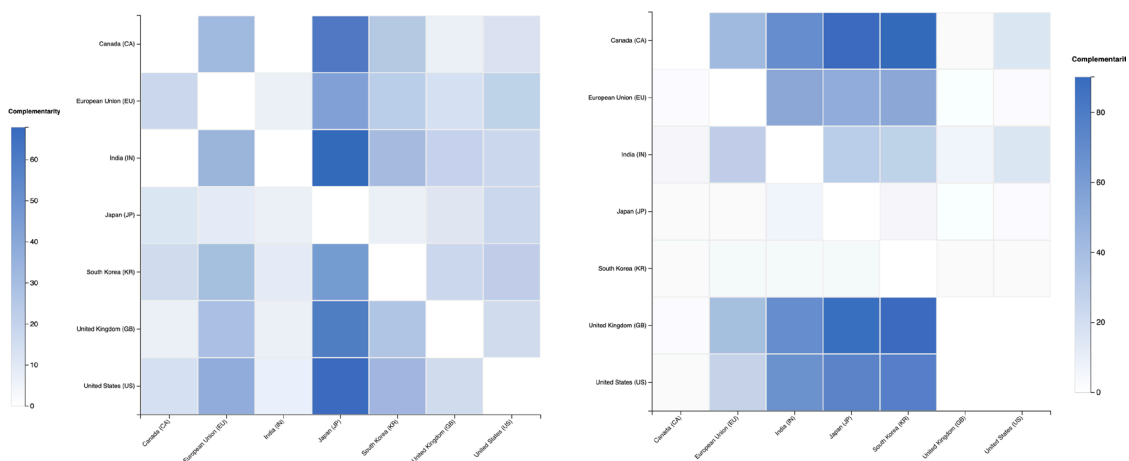 Complementarity
60
50
40
30
20
10
0
Canada (CA)
European Union (EU)
India (IN)
Japan (JP)
South Korea (KR)
United Kingdom (GB)
United States (US)
Canada (CA)
European Union (EU)
India (IN)
Japan (JP)
South Korea (KR)
United Kingdom (GB)
United States (US)
Canada (CA)
European Union (EU)
India (IN)
Japan (JP)
South Korea (KR)
United Kingdom (GB)
United States (US)
Canada (CA)
European Union (EU)
India (IN)
Japan (JP)
South Korea (KR)
United Kingdom (GB)
United States (US)
Complementarit
80
60
40
20
0